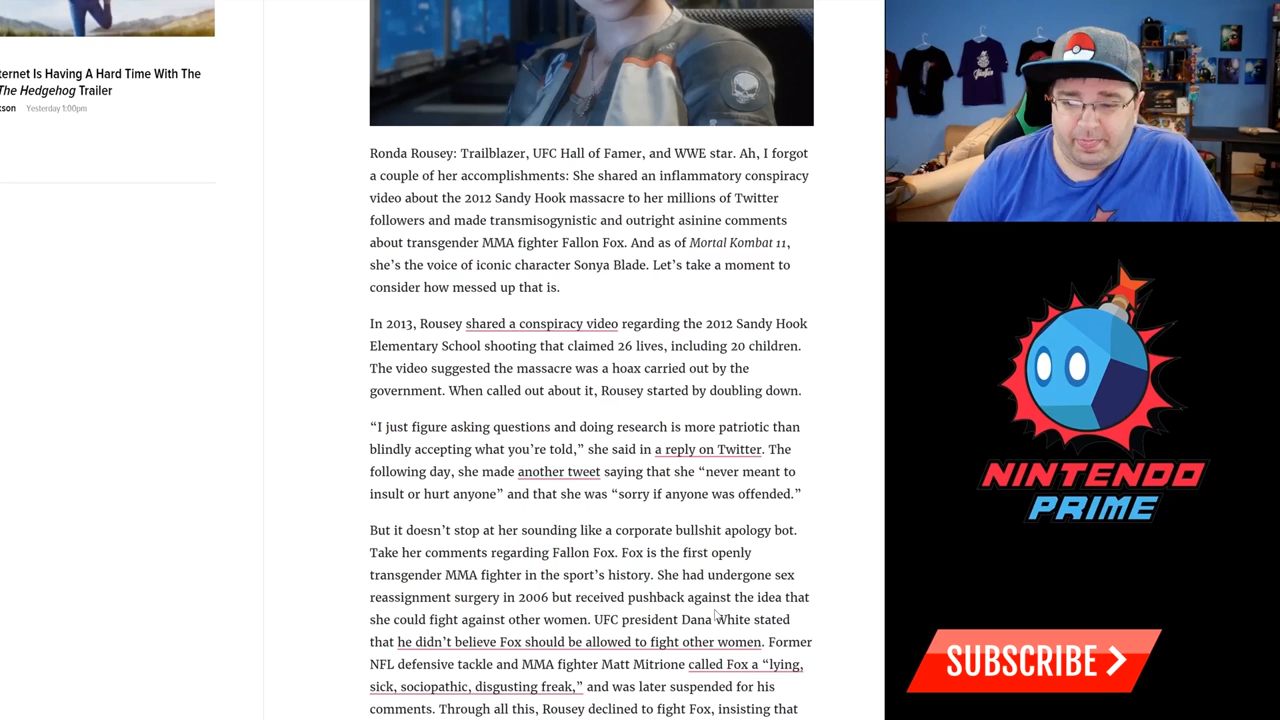 ternet Is Having A Hard Time With The
The Hedgehog Trailer
kson Yesterday 1:00pm
Ronda Rousey: Trailblazer, UFC Hall of Famer, and WWE star. Ah, I forgot
a couple of her accomplishments: She shared an inflammatory conspiracy
video about the 2012 Sandy Hook massacre to her millions of Twitter
followers and made transmisogynistic and outright asinine comments
about transgender MMA fighter Fallon Fox. And as of Mortal Kombat 11,
she’s the voice of iconic character Sonya Blade. Let’s take a moment to
consider how messed up that is.
In 2013, Rousey shared a conspiracy video regarding the 2012 Sandy Hook
Elementary School shooting that claimed 26 lives, including 20 children.
The video suggested the massacre was a hoax carried out by the
government. When called out about it, Rousey started by doubling down.
“I just figure asking questions and doing research is more patriotic than
blindly accepting what you’re told,” she said in a reply on Twitter. The
following day, she made another tweet saying that she “never meant to
insult or hurt anyone” and that she was “sorry if anyone was offended.”
But it doesn’t stop at her sounding like a corporate bullshit apology bot.
Take her comments regarding Fallon Fox. Fox is the first openly
transgender MMA fighter in the sport’s history. She had undergone sex
reassignment surgery in 2006 but received pushback against the idea that
she could fight against other women. UFC president Dana White stated
that he didn’t believe Fox should be allowed to fight other women. Former
NFL defensive tackle and MMA fighter Matt Mitrione called Fox a “lying,
sick, sociopathic, disgusting freak,” and was later suspended for his
comments. Through all this, Rousey declined to fight Fox, insisting that
NINTENDO
PRIME
SUBSCRIBE